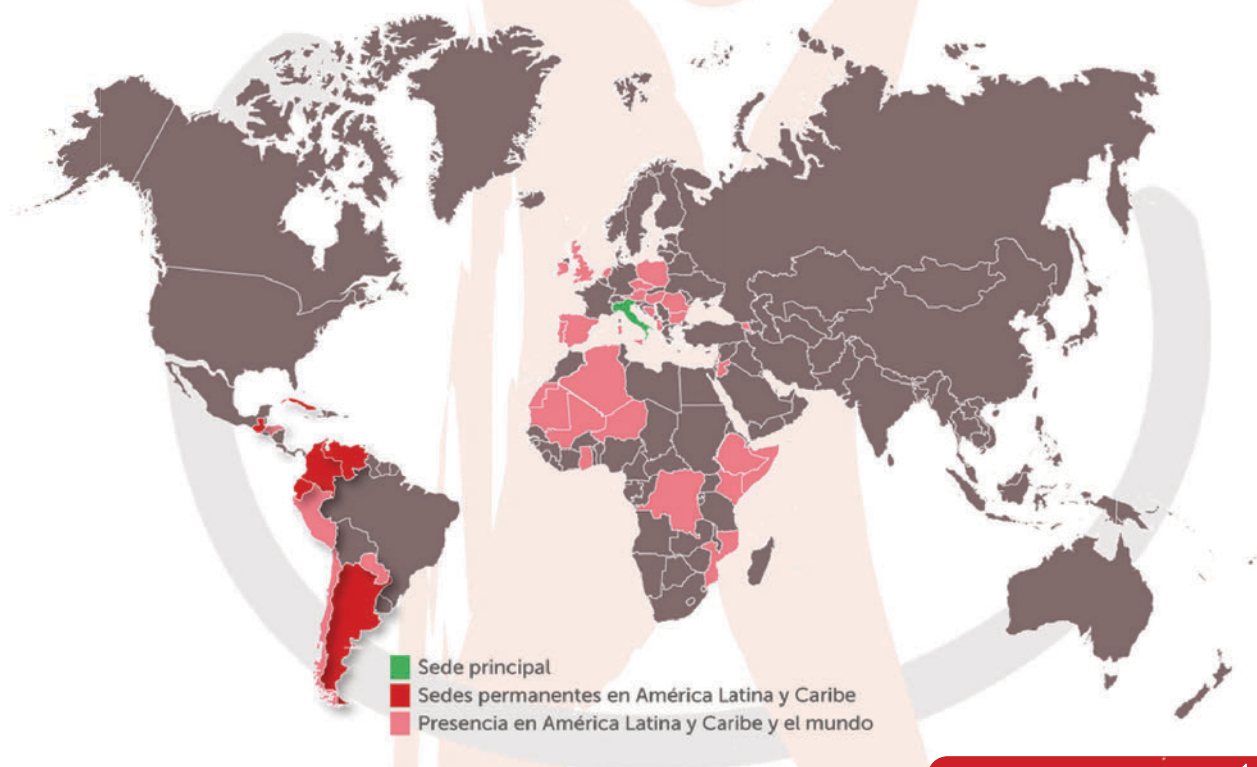 Sede principal
Sedes permanentes en América Latina y Caribe
Presencia en América Latina y Caribe y el mundo